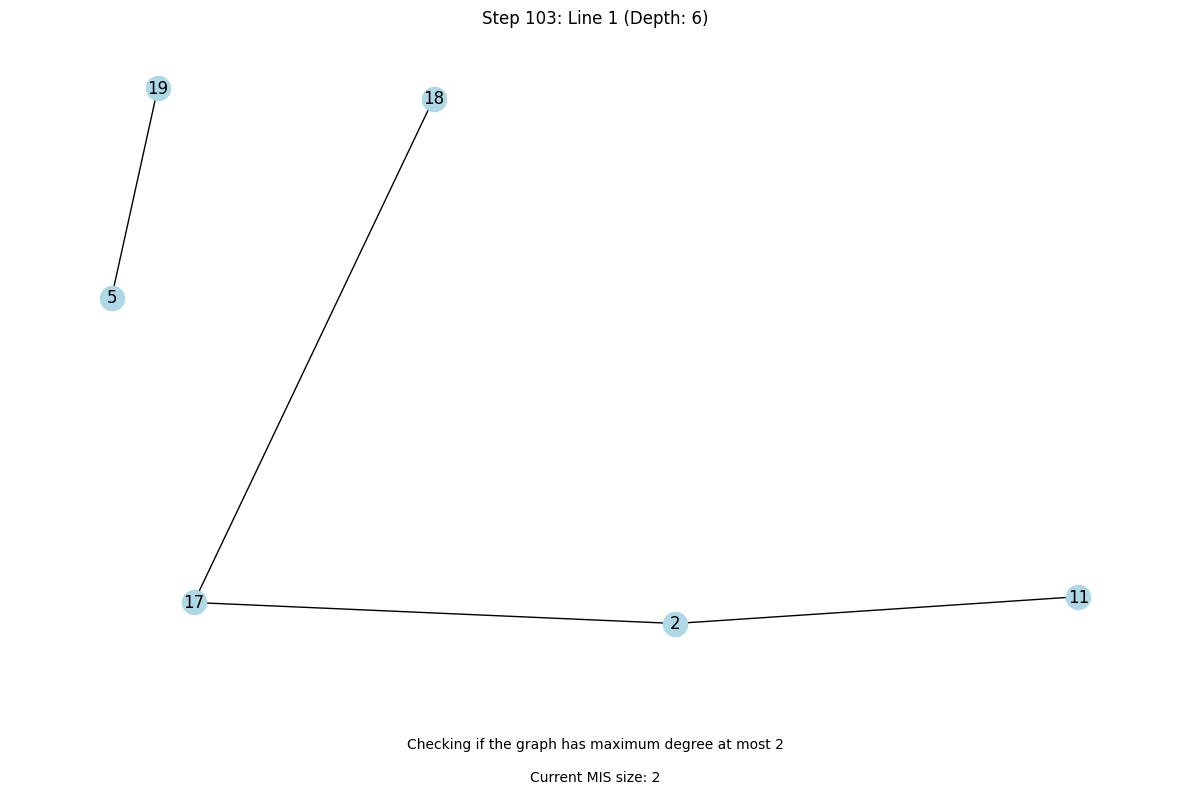 Step 103: Line 1 (Depth: 6)
19
18
5
17
2
11
Checking if the graph has maximum degree at most 2
Current MIS size: 2